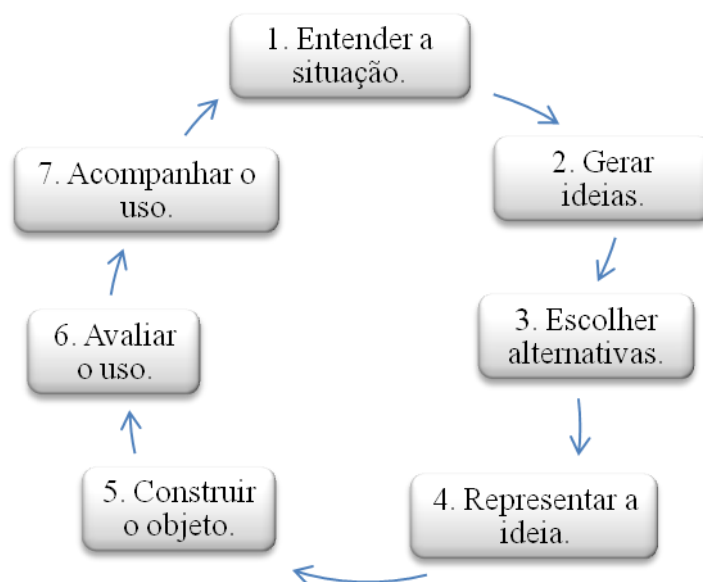 1. Entender a
situação.
2. Gerar
ideias.
3. Escolher
alternativas.
4. Representar a
ideia.
5. Construir
o objeto.
6. Avaliar
o uso.
7. Acompanhar o
uso.